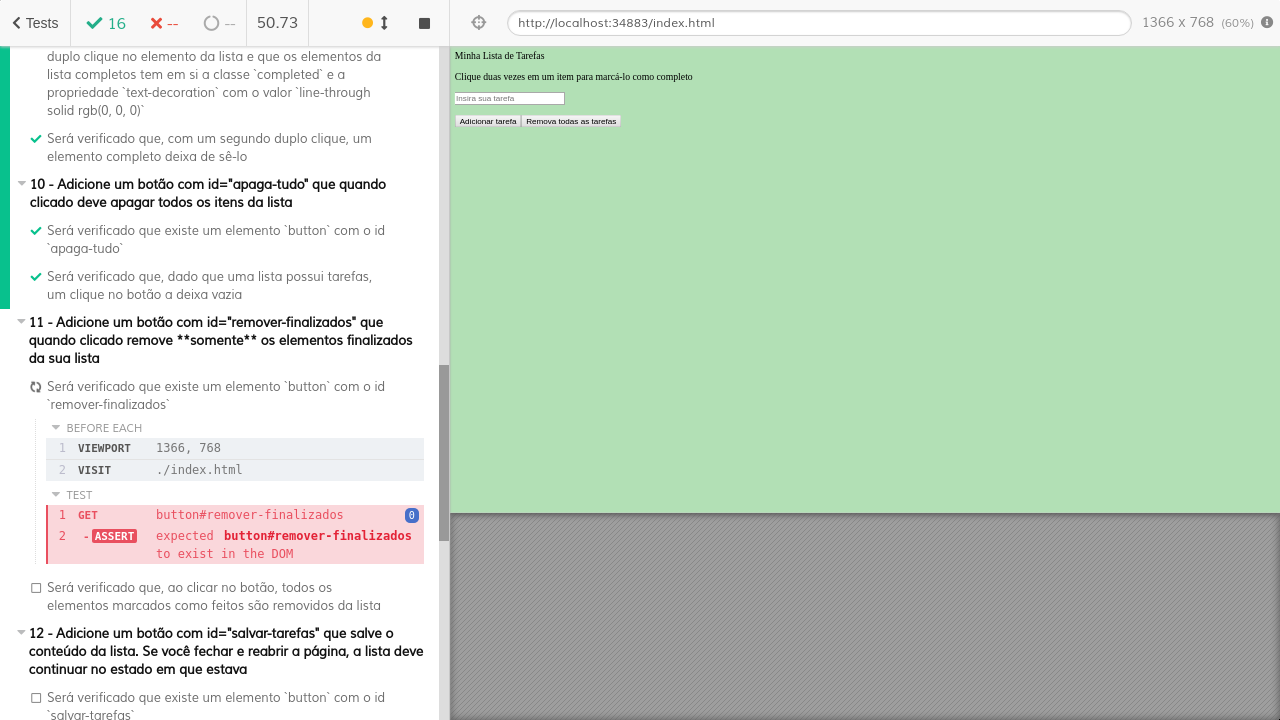 Tests
16
--
--
50.73
http://localhost:34883/index.html
1366 x 768 (60%)
duplo clique no elemento da lista e que os elementos da
lista completos tem em si a classe `completed` e a
propriedade `text-decoration` com o valor `line-through
solid rgb(0, 0, 0)`
Será verificado que, com um segundo duplo clique, um
elemento completo deixa de sê-lo
10 - Adicione um botão com id="apaga-tudo" que quando
clicado deve apagar todos os itens da lista
Será verificado que existe um elemento `button` com o id
`apaga-tudo`
Será verificado que, dado que uma lista possui tarefas,
um clique no botão a deixa vazia
11 - Adicione um botão com id="remover-finalizados" que
quando clicado remove **somente** os elementos finalizados
da sua lista
Será verificado que existe um elemento `button` com o id
`remover-finalizados`
BEFORE EACH
1 VIEWPORT 1366, 768
2 VISIT ./index.html
TEST
1 GET button#remover-finalizados 0
2 -ASSERT expected button#remover-finalizados
to exist in the DOM
Será verificado que, ao clicar no botão, todos os
elementos marcados como feitos são removidos da lista
12 - Adicione um botão com id="salvar-tarefas" que salve o
conteúdo da lista. Se você fechar e reabrir a página, a lista deve
continuar no estado em que estava
Será verificado que existe um elemento `button` com o id
`salvar-tarefas`
Minha Lista de Tarefas
Clique duas vezes em um item para marcá-lo como completo
Insira sua tarefa
Adicionar tarefa Remova todas as tarefas